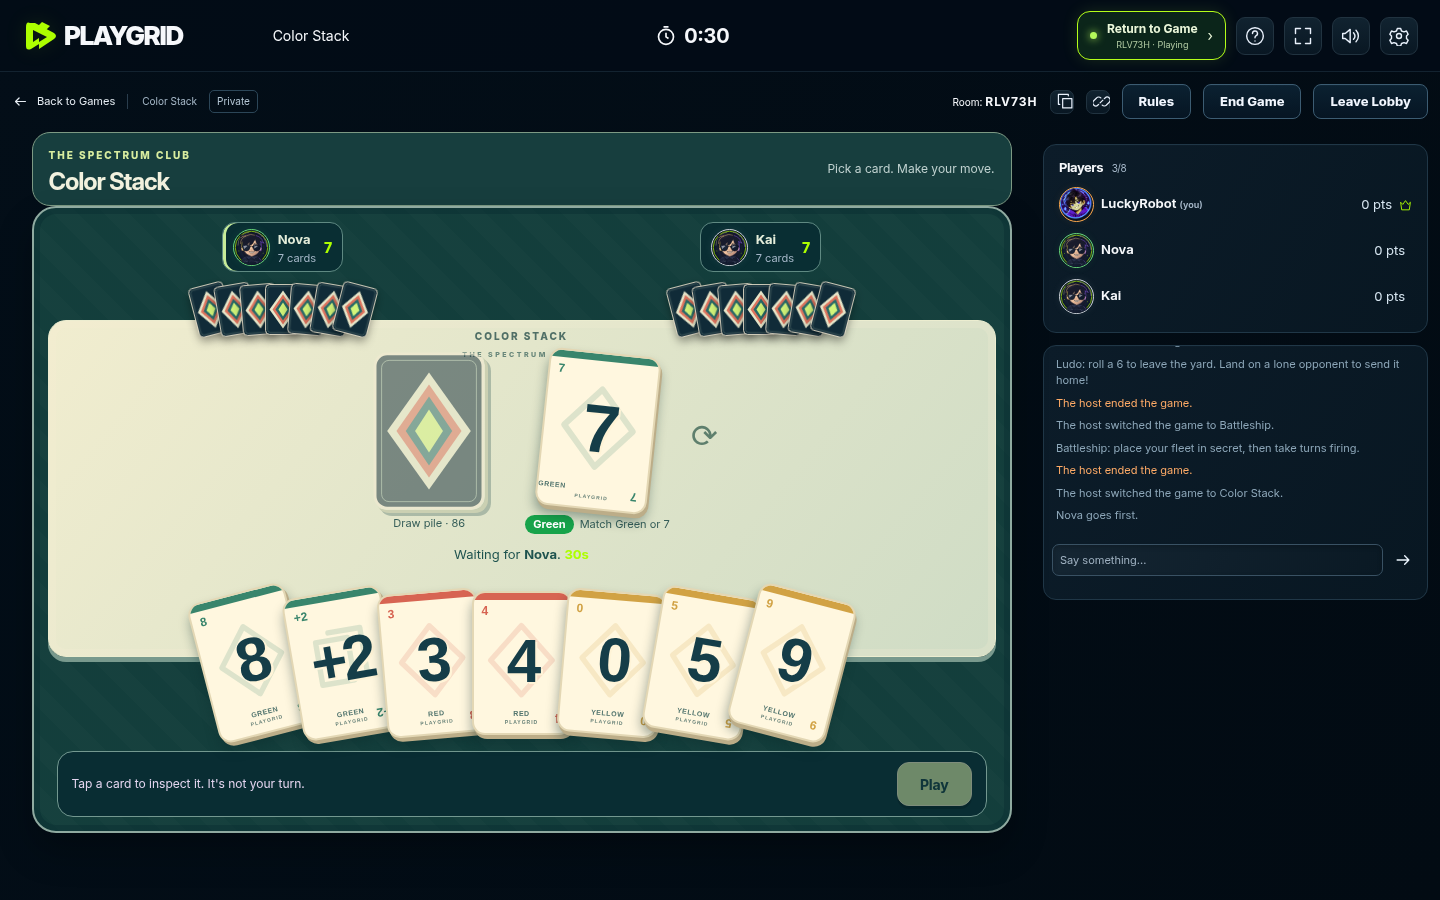 PLAYGRID
Color Stack
0:30
Return to Game
RLV73H · Playing
Back to Games
Color Stack
Private
Room: RLV73H
Rules
End Game
Leave Lobby
THE SPECTRUM CLUB
Color Stack
Pick a card. Make your move.
Nova
7 cards
7
Kai
7 cards
7
COLOR STACK
THE SPECTRUM
7
7
GREEN
PLAYGRID
7
Draw pile · 86
Green
Match Green or 7
Waiting for Nova. 30s
8
8
GREEN
PLAYGRID
+2
+2
GREEN
PLAYGRID
3
3
RED
PLAYGRID
4
4
RED
PLAYGRID
0
0
YELLOW
PLAYGRID
5
5
YELLOW
PLAYGRID
5
9
9
YELLOW
PLAYGRID
9
Tap a card to inspect it. It's not your turn.
Play
Players 3/8
LuckyRobot (you)
0 pts
Nova
0 pts
Kai
0 pts
Ludo: roll a 6 to leave the yard. Land on a lone opponent to send it
home!
The host ended the game.
The host switched the game to Battleship.
Battleship: place your fleet in secret, then take turns firing.
The host ended the game.
The host switched the game to Color Stack.
Nova goes first.
Say something...